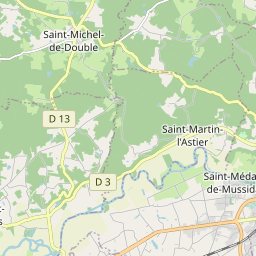 Saint-Michel-
de-Double
D 13
Saint-Martin-
l'Astier
D 3
Saint-Méda
de-Mussid
s